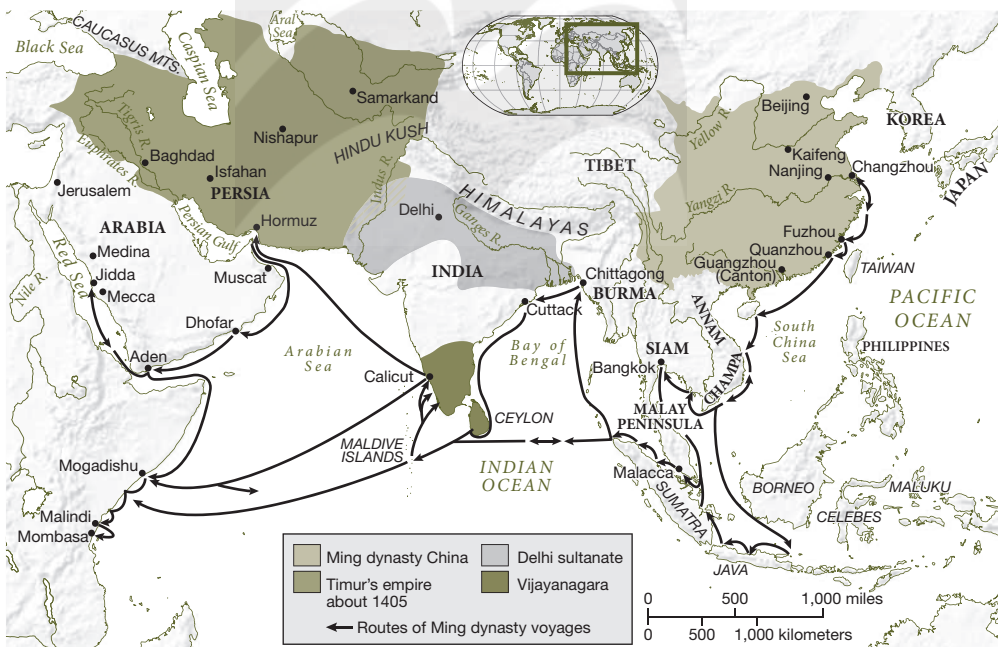 Black Sea
CAUCASUS MTS.
Caspian Sea
Aral
Sea
Samarkand
Nishapur
HINDU KUSH
Tigris R.
Euphrates R.
Baghdad
Isfahan
PERSIA
Jerusalem
Indus R.
Hormuz
Persian Gulf
ARABIA
Medina
Jidda
Mecca
Red Sea
Nile R.
Muscat
Dhofar
Aden
Arabian
Sea
Delhi
Ganges R.
HIMALAYAS
TIBET
INDIA
Cuttack
Chittagong
BURMA
Bay of
Bengal
Calicut
CEYLON
MALDIVE
ISLANDS
INDIAN
OCEAN
Mogadishu
Malindi
Mombasa
Beijing
KOREA
Yellow R.
Kaifeng
Nanjing
Changzhou
JAPAN
Yangzi R.
Fuzhou
Quanzhou
Guangzhou
(Canton)
TAIWAN
PACIFIC
OCEAN
South
China
Sea
PHILIPPINES
ANNAM
SIAM
Bangkok
CHAMPA
MALAY
PENINSULA
Malacca
SUMATRA
BORNEO
MALUKU
CELEBES
JAVA
Ming dynasty China
Delhi sultanate
Timur's empire
about 1405
Vijayanagara
Routes of Ming dynasty voyages
0 500 1,000 miles
0 500 1,000 kilometers